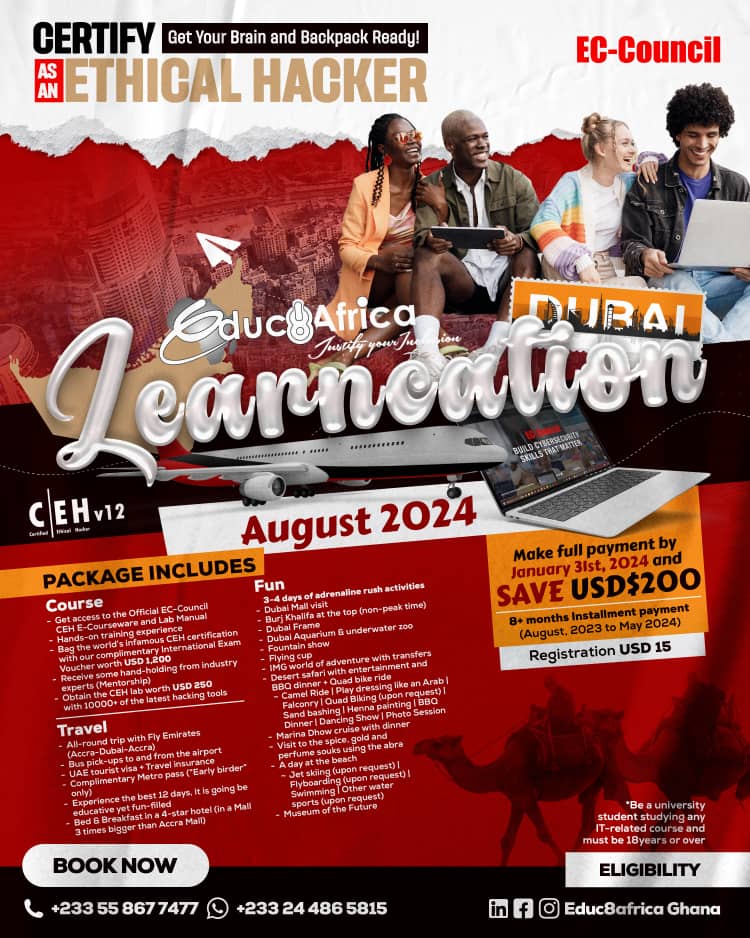 CERTIFY
Get Your Brain and Backpack Ready!
AS AN
ETHICAL HACKER
EC-Council
Educ8Africa
Justify your Inclusion
DUBAI
Learncation
EC-Council
BUILD CYBERSECURITY
SKILLS THAT MATTER
C|EH v12
Certified Ethical Hacker
August 2024
Make full payment by
January 31st, 2024 and
SAVE USD$200
8+ months Installment payment
(August, 2023 to May 2024)
Registration USD 15
PACKAGE INCLUDES
Course
- Get access to the Official EC-Council
CEH E-Courseware and Lab Manual
- Hands-on training experience
- Bag the world's infamous CEH certification
with our complimentary International Exam
Voucher worth USD 1,200
- Receive some hand-holding from industry
experts (Mentorship)
- Obtain the CEH lab worth USD 250
with 10000+ of the latest hacking tools
Travel
- All-round trip with Fly Emirates
(Accra-Dubai-Accra)
- Bus pick-ups to and from the airport
- UAE tourist visa + Travel insurance
- Complimentary Metro pass ("Early birder"
only)
- Experience the best 12 days, it is going be
educative yet fun-filled
- Bed & Breakfast in a 4-star hotel (in a Mall
3 times bigger than Accra Mall)
Fun
- 3-4 days of adrenaline rush activities
- Dubai Mall visit
- Burj Khalifa at the top (non-peak time)
- Dubai Frame
- Dubai Aquarium & underwater zoo
- Fountain show
- Flying cup
- IMG world of adventure with transfers
- Desert safari with entertainment and
BBQ dinner + Quad bike ride
- Camel Ride | Play dressing like an Arab |
Falconry | Quad Biking (upon request) |
Sand bashing | Henna painting | BBQ
Dinner | Dancing Show | Photo Session
- Marina Dhow cruise with dinner
- Visit to the spice, gold and
perfume souks using the abra
- A day at the beach
- Jet skiing (upon request) |
Flyboarding (upon request) |
Swimming | Other water
sports (upon request)
- Museum of the Future
*Be a university
student studying any
IT-related course and
must be 18years or over
BOOK NOW
ELIGIBILITY
+233 55 867 7477
+233 24 486 5815
Educ8africa Ghana